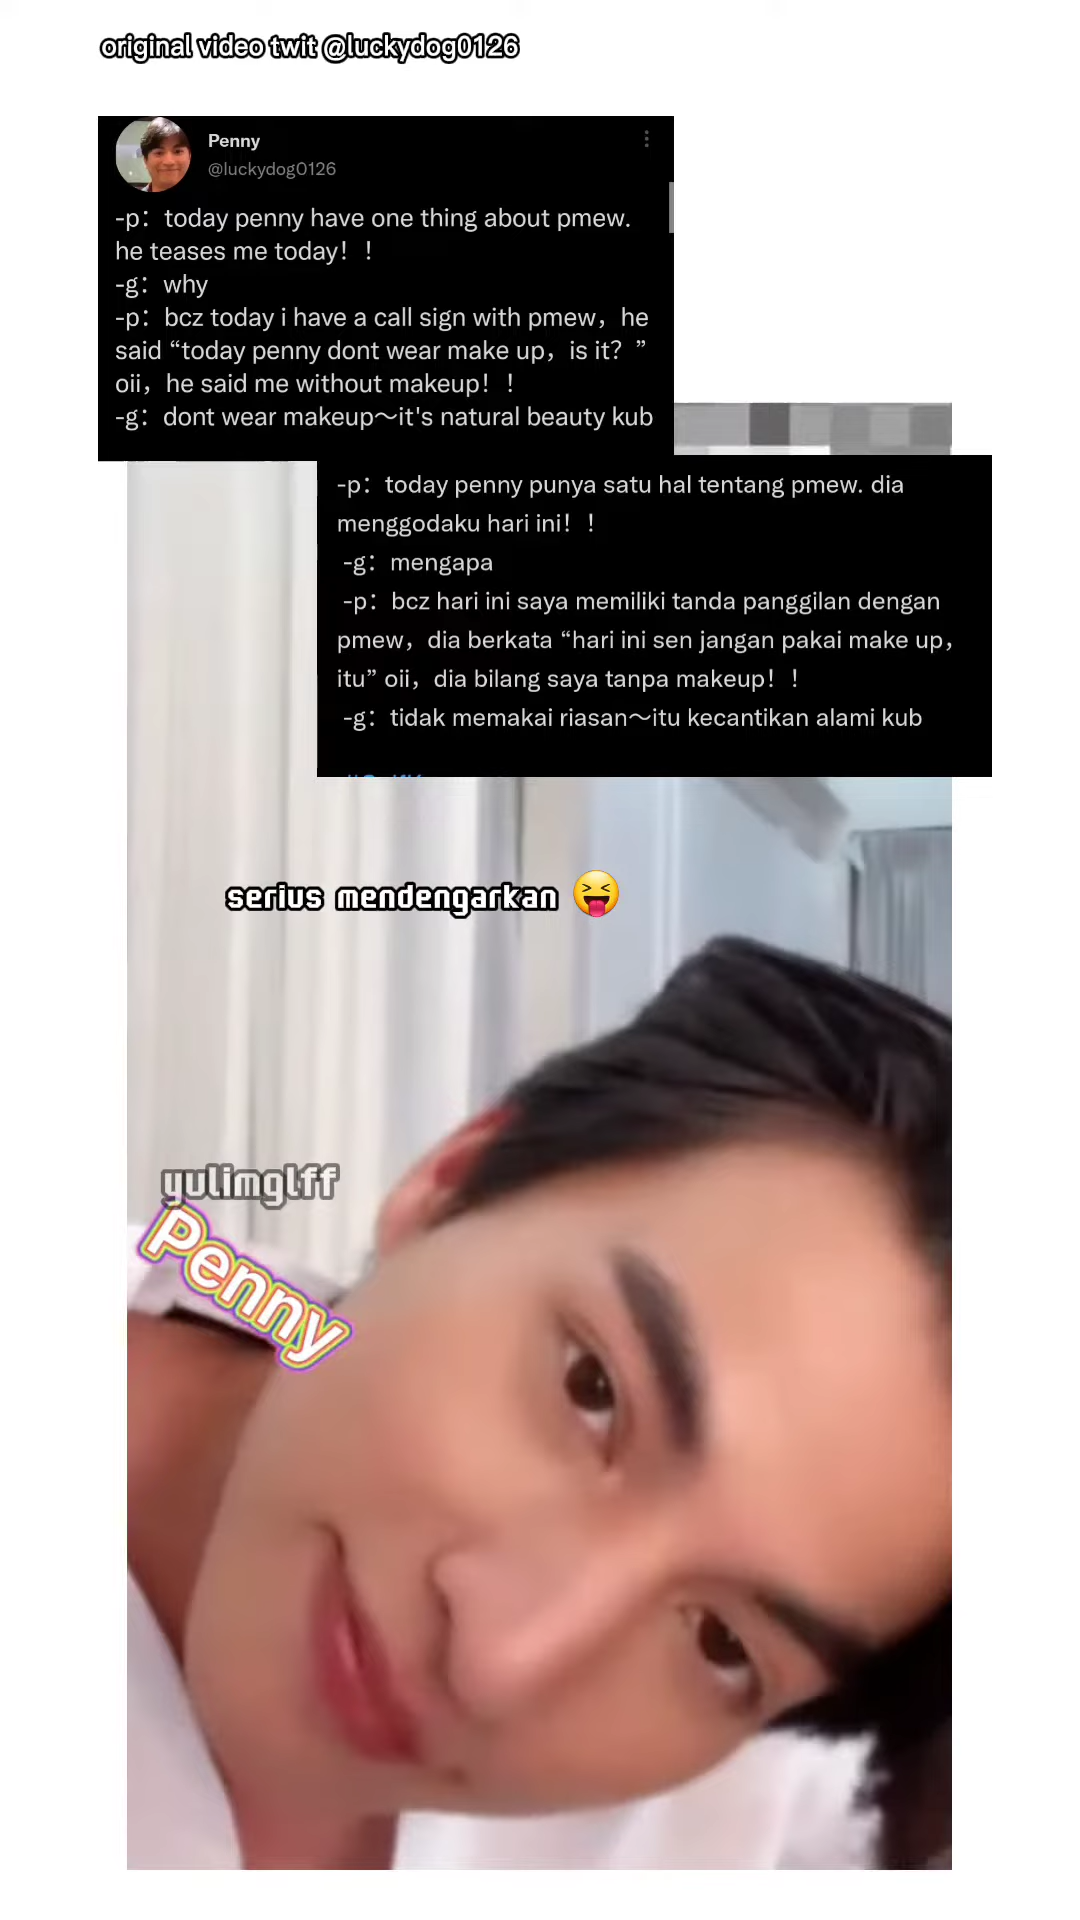 original video twit @luckydog0126
Penny
@luckydog0126
-p：today penny have one thing about pmew.
he teases me today！！
-g：why
-p：bcz today i have a call sign with pmew，he
said “today penny dont wear make up，is it？”
oii，he said me without makeup！！
-g：dont wear makeup～it's natural beauty kub
-p：today penny punya satu hal tentang pmew. dia
menggodaku hari ini！！
-g：mengapa
-p：bcz hari ini saya memiliki tanda panggilan dengan
pmew，dia berkata “hari ini sen jangan pakai make up，
itu” oii，dia bilang saya tanpa makeup！！
-g：tidak memakai riasan～itu kecantikan alami kub
serius mendengarkan 😝
yulimglff
Penny